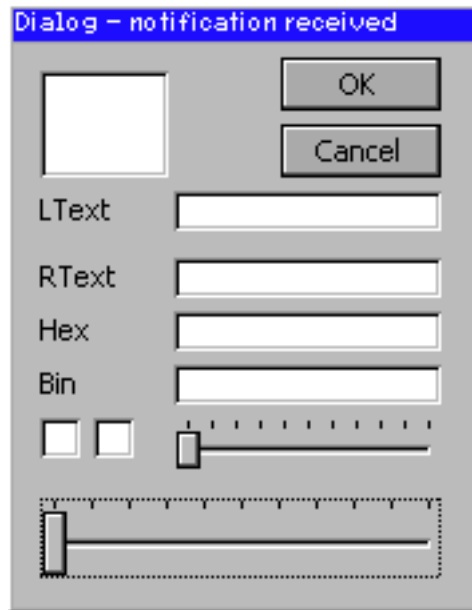 Dialog – notification received
OK
Cancel
LText
RText
Hex
Bin